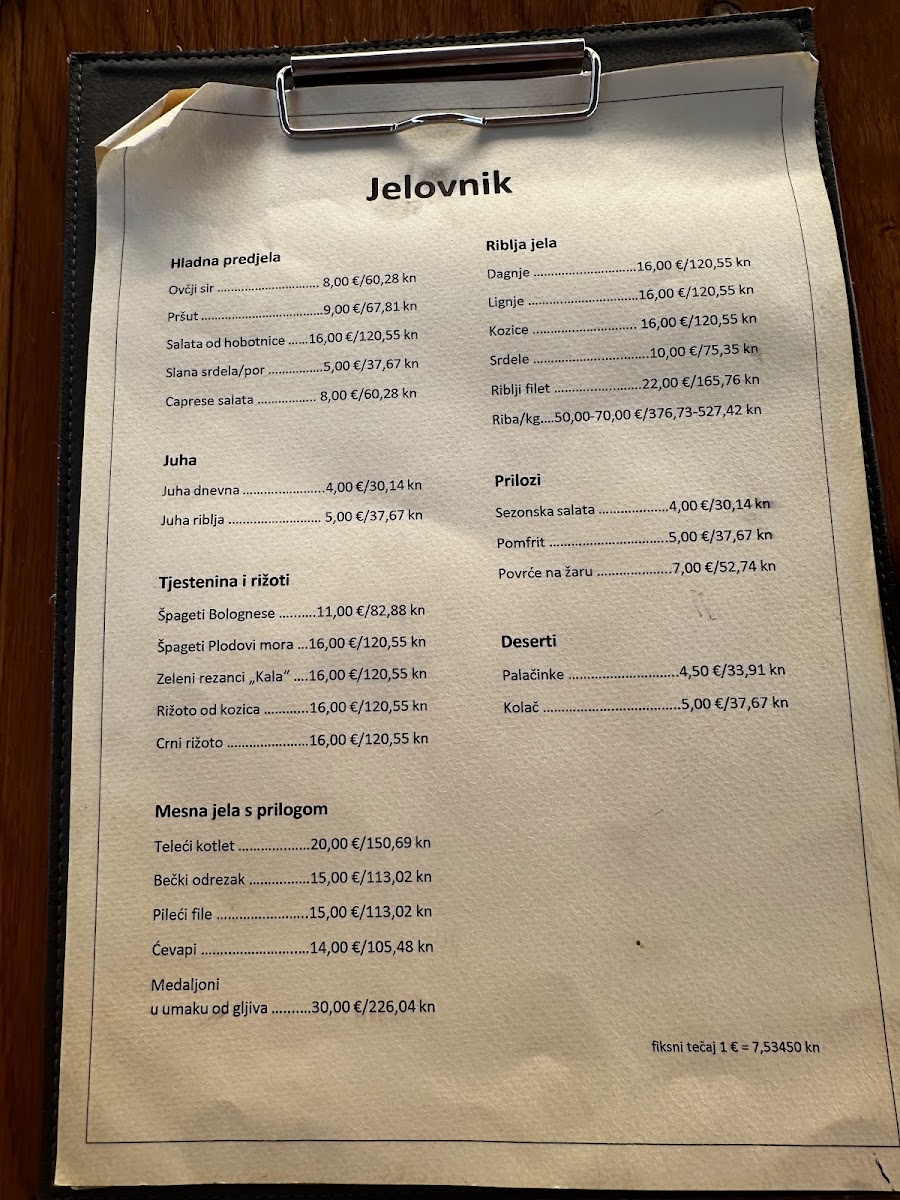 Jelovnik
Hladna predjela
Ovčji sir ............................. 8,00 €/60,28 kn
Pršut ..................................9,00 €/67,81 kn
Salata od hobotnice ......16,00 €/120,55 kn
Slana srdela/por ................5,00 €/37,67 kn
Caprese salata ................. 8,00 €/60,28 kn
Juha
Juha dnevna ........................4,00 €/30,14 kn
Juha riblja ........................... 5,00 €/37,67 kn
Tjestenina i rižoti
Špageti Bolognese ..........11,00 €/82,88 kn
Špageti Plodovi mora ...16,00 €/120,55 kn
Zeleni rezanci „Kala“ ....16,00 €/120,55 kn
Rižoto od kozica ............16,00 €/120,55 kn
Crni rižoto ......................16,00 €/120,55 kn
Mesna jela s prilogom
Teleći kotlet ...................20,00 €/150,69 kn
Bečki odrezak ................15,00 €/113,02 kn
Pileći file .........................15,00 €/113,02 kn
Ćevapi .............................14,00 €/105,48 kn
Medaljoni
u umaku od gljiva ..........30,00 €/226,04 kn
Riblja jela
Dagnje .............................16,00 €/120,55 kn
Lignje ...............................16,00 €/120,55 kn
Kozice .............................. 16,00 €/120,55 kn
Srdele .................................10,00 €/75,35 kn
Riblji filet .........................22,00 €/165,76 kn
Riba/kg....50,00-70,00 €/376,73-527,42 kn
Prilozi
Sezonska salata ....................4,00 €/30,14 kn
Pomfrit ..................................5,00 €/37,67 kn
Povrće na žaru ......................7,00 €/52,74 kn
Deserti
Palačinke ................................4,50 €/33,91 kn
Kolač .......................................5,00 €/37,67 kn
fiksni tečaj 1 € = 7,53450 kn